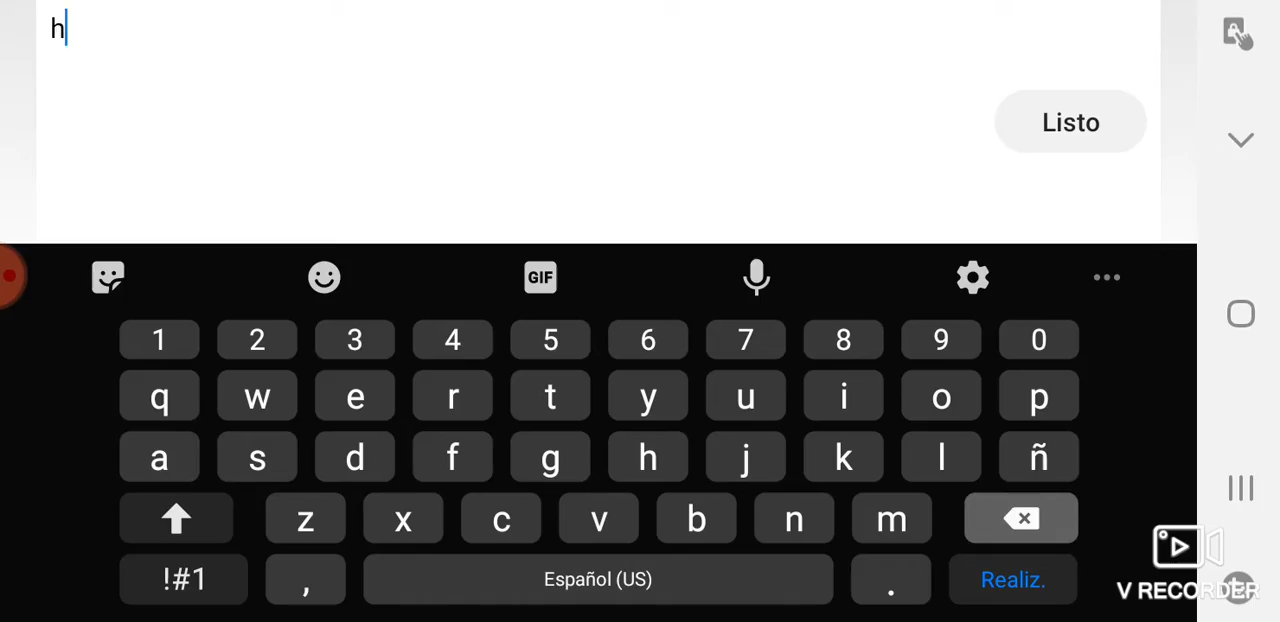 h
Listo
GIF
1 2 3 4 5 6 7 8 9 0
q w e r t y u i o p
a s d f g h j k l ñ
z x c v b n m
!#1 , Español (US) . Realiz.
V RECORDER